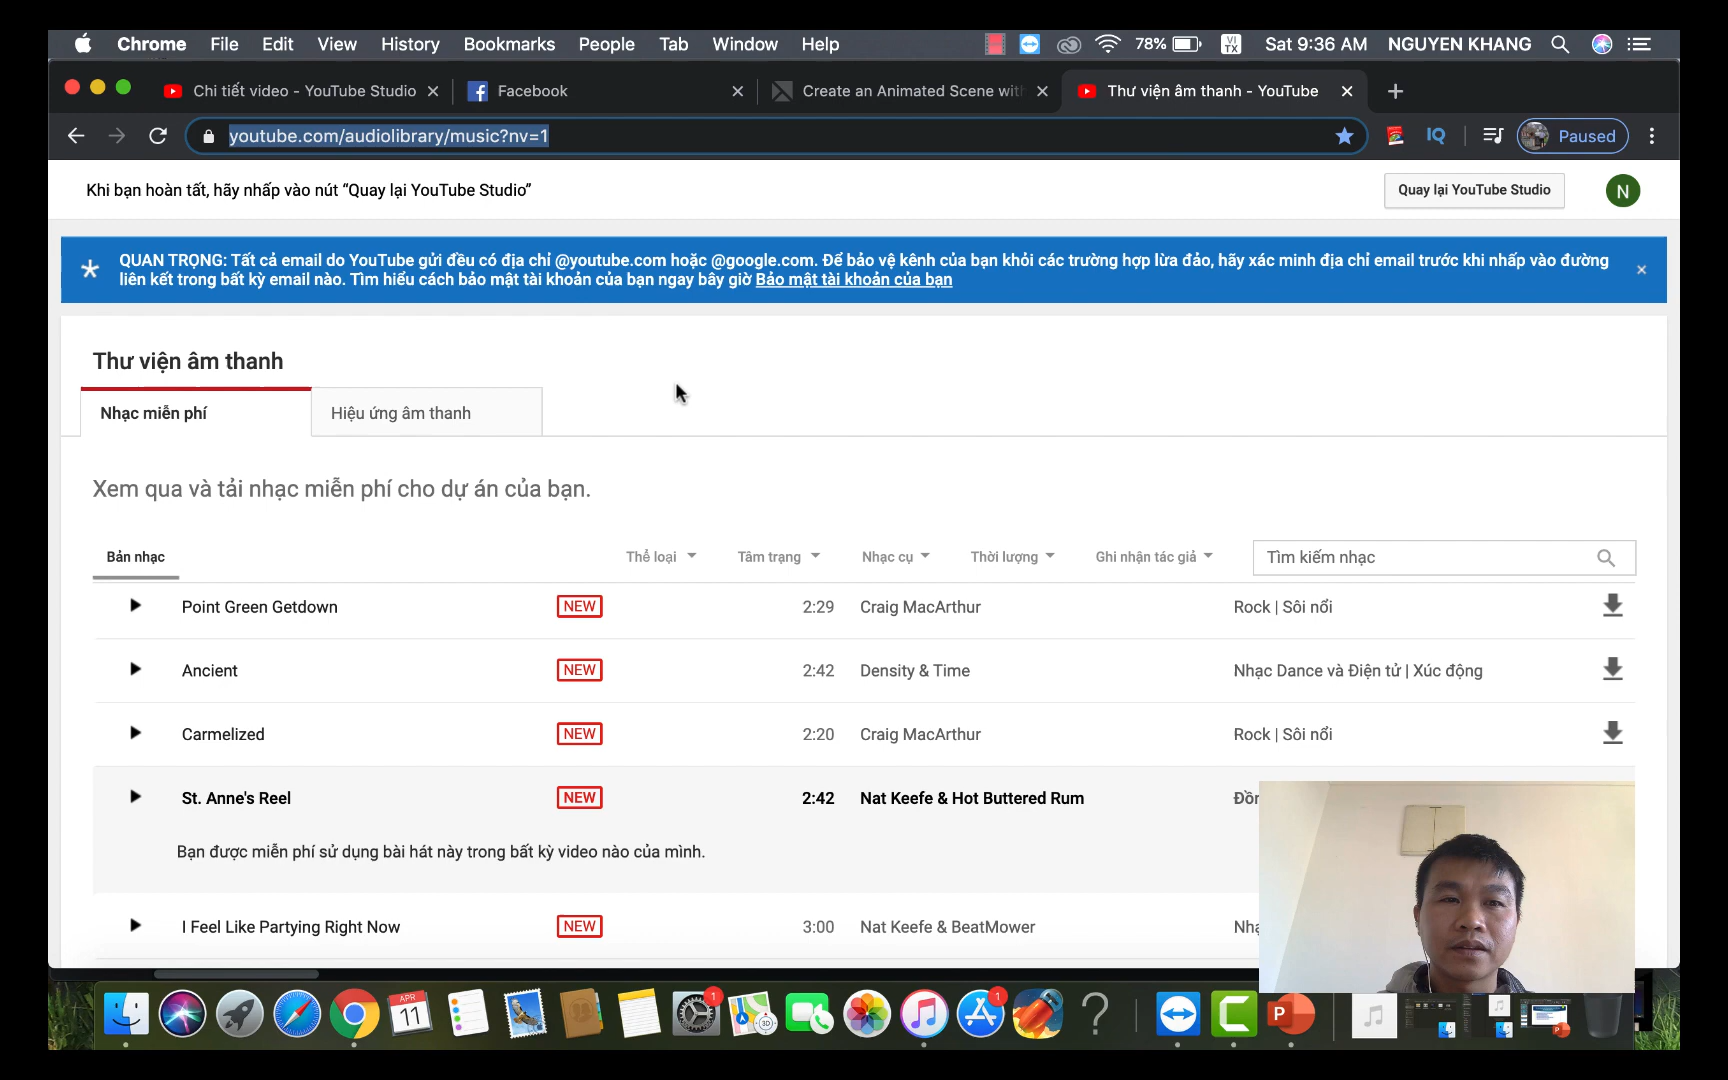 Chrome File Edit View History Bookmarks People Tab Window Help 78% VI TX Sat 9:36 AM NGUYEN KHANG
Chi tiết video - YouTube Studio Facebook Create an Animated Scene with Thư viện âm thanh - YouTube
youtube.com/audiolibrary/music?nv=1 IQ Paused
Khi bạn hoàn tất, hãy nhấp vào nút “Quay lại YouTube Studio” Quay lại YouTube Studio N
QUAN TRỌNG: Tất cả email do YouTube gửi đều có địa chỉ @youtube.com hoặc @google.com. Để bảo vệ kênh của bạn khỏi các trường hợp lừa đảo, hãy xác minh địa chỉ email trước khi nhấp vào đường
liên kết trong bất kỳ email nào. Tìm hiểu cách bảo mật tài khoản của bạn ngay bây giờ Bảo mật tài khoản của bạn
Thư viện âm thanh
Nhạc miễn phí Hiệu ứng âm thanh
Xem qua và tải nhạc miễn phí cho dự án của bạn.
Bản nhạc Thể loại Tâm trạng Nhạc cụ Thời lượng Ghi nhận tác giả Tìm kiếm nhạc
Point Green Getdown NEW 2:29 Craig MacArthur Rock | Sôi nổi
Ancient NEW 2:42 Density & Time Nhạc Dance và Điện tử | Xúc động
Carmelized NEW 2:20 Craig MacArthur Rock | Sôi nổi
St. Anne's Reel NEW 2:42 Nat Keefe & Hot Buttered Rum
Bạn được miễn phí sử dụng bài hát này trong bất kỳ video nào của mình.
I Feel Like Partying Right Now NEW 3:00 Nat Keefe & BeatMower
APR 11 1 3D 1 P